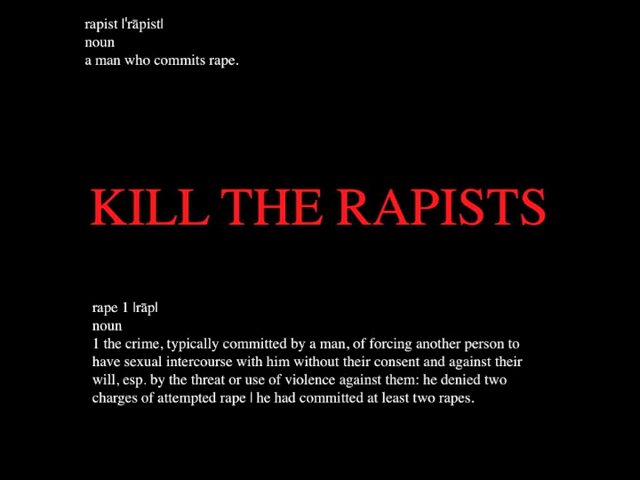 rapist |ˈrāpist|
noun
a man who commits rape.
KILL THE RAPISTS
rape 1 |rāp|
noun
1 the crime, typically committed by a man, of forcing another person to
have sexual intercourse with him without their consent and against their
will, esp. by the threat or use of violence against them: he denied two
charges of attempted rape | he had committed at least two rapes.